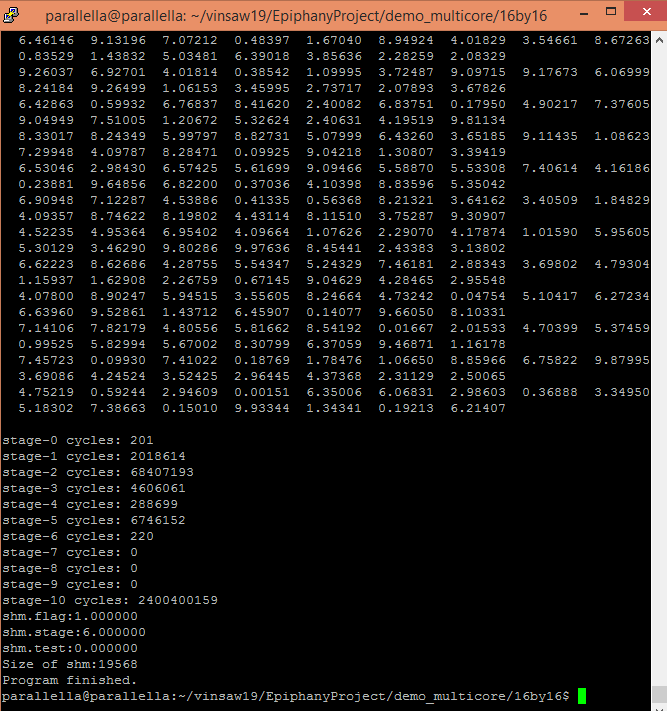 parallella@parallella: ~/vinsaw19/EpiphanyProject/demo_multicore/16by16
6.46146 9.13196 7.07212 0.48397 1.67040 8.94924 4.01829 3.54661 8.67263
0.83529 1.43832 5.03481 6.39018 3.85636 2.28259 2.08329
9.26037 6.92701 4.01814 0.38542 1.09995 3.72487 9.09715 9.17673 6.06999
8.24184 9.26499 1.06153 3.45995 2.73717 2.07893 3.67826
6.42863 0.59932 6.76837 8.41620 2.40082 6.83751 0.17950 4.90217 7.37605
9.04949 7.51005 1.20672 5.32624 2.40631 4.19519 9.81134
8.33017 8.24349 5.99797 8.82731 5.07999 6.43260 3.65185 9.11435 1.08623
7.29948 4.09787 8.28471 0.09925 9.04218 1.30807 3.39419
6.53046 2.98430 6.57425 5.61699 9.09466 5.58870 5.53308 7.40614 4.16186
0.23881 9.64856 6.82200 0.37036 4.10398 8.83596 5.35042
6.90948 7.12287 4.53886 0.41335 0.56368 8.21321 3.64162 3.40509 1.84829
4.09357 8.74622 8.19802 4.43114 8.11510 3.75287 9.30907
4.52235 4.95364 6.95402 4.09664 1.07626 2.29070 4.17874 1.01590 5.95605
5.30129 3.46290 9.80286 9.97636 8.45441 2.43383 3.13802
6.62223 8.62686 4.28755 5.54347 5.24329 7.46181 2.88343 3.69802 4.79304
1.15937 1.62908 2.26759 0.67145 9.04629 4.28465 2.95548
4.07800 8.90247 5.94515 3.55605 8.24664 4.73242 0.04754 5.10417 6.27234
6.63960 9.52861 1.43712 6.45907 0.14077 9.66050 8.10331
7.14106 7.82179 4.80556 5.81662 8.54192 0.01667 2.01533 4.70399 5.37459
0.99525 5.82994 5.67002 8.30799 6.37059 9.46871 1.16178
7.45723 0.09930 7.41022 0.18769 1.78476 1.06650 8.85966 6.75822 9.87995
3.69086 4.24524 3.52425 2.96445 4.37368 2.31129 2.50065
4.75219 0.59244 2.94609 0.00151 6.35006 6.06831 2.98603 0.36888 3.34950
5.18302 7.38663 0.15010 9.93344 1.34341 0.19213 6.21407
stage-0 cycles: 201
stage-1 cycles: 2018614
stage-2 cycles: 68407193
stage-3 cycles: 4606061
stage-4 cycles: 288699
stage-5 cycles: 6746152
stage-6 cycles: 220
stage-7 cycles: 0
stage-8 cycles: 0
stage-9 cycles: 0
stage-10 cycles: 2400400159
shm.flag:1.000000
shm.stage:6.000000
shm.test:0.000000
Size of shm:19568
Program finished.
parallella@parallella:~/vinsaw19/EpiphanyProject/demo_multicore/16by16$